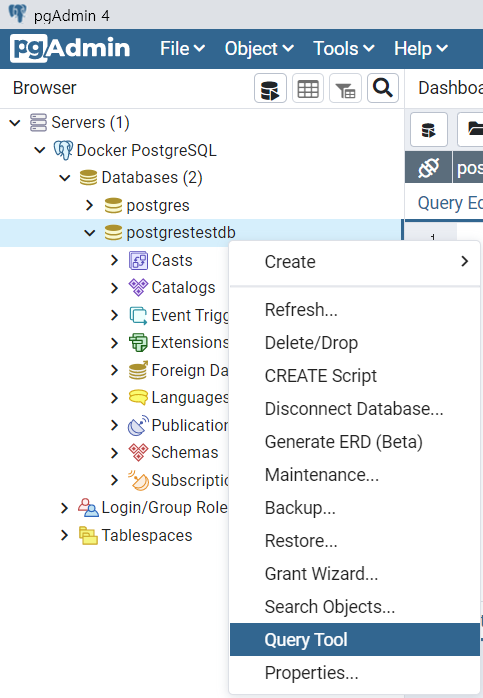 pgAdmin 4
pgAdmin File Object Tools Help
Browser Dashboa
Servers (1)
Docker PostgreSQL
Databases (2) pos
postgres Query Ed
postgrestestdb 1
Casts
Catalogs
Event Trigg
Extensions
Foreign Da
Languages
Publication
Schemas
Subscriptio
Login/Group Role
Tablespaces
Create
Refresh...
Delete/Drop
CREATE Script
Disconnect Database...
Generate ERD (Beta)
Maintenance...
Backup...
Restore...
Grant Wizard...
Search Objects...
Query Tool
Properties...